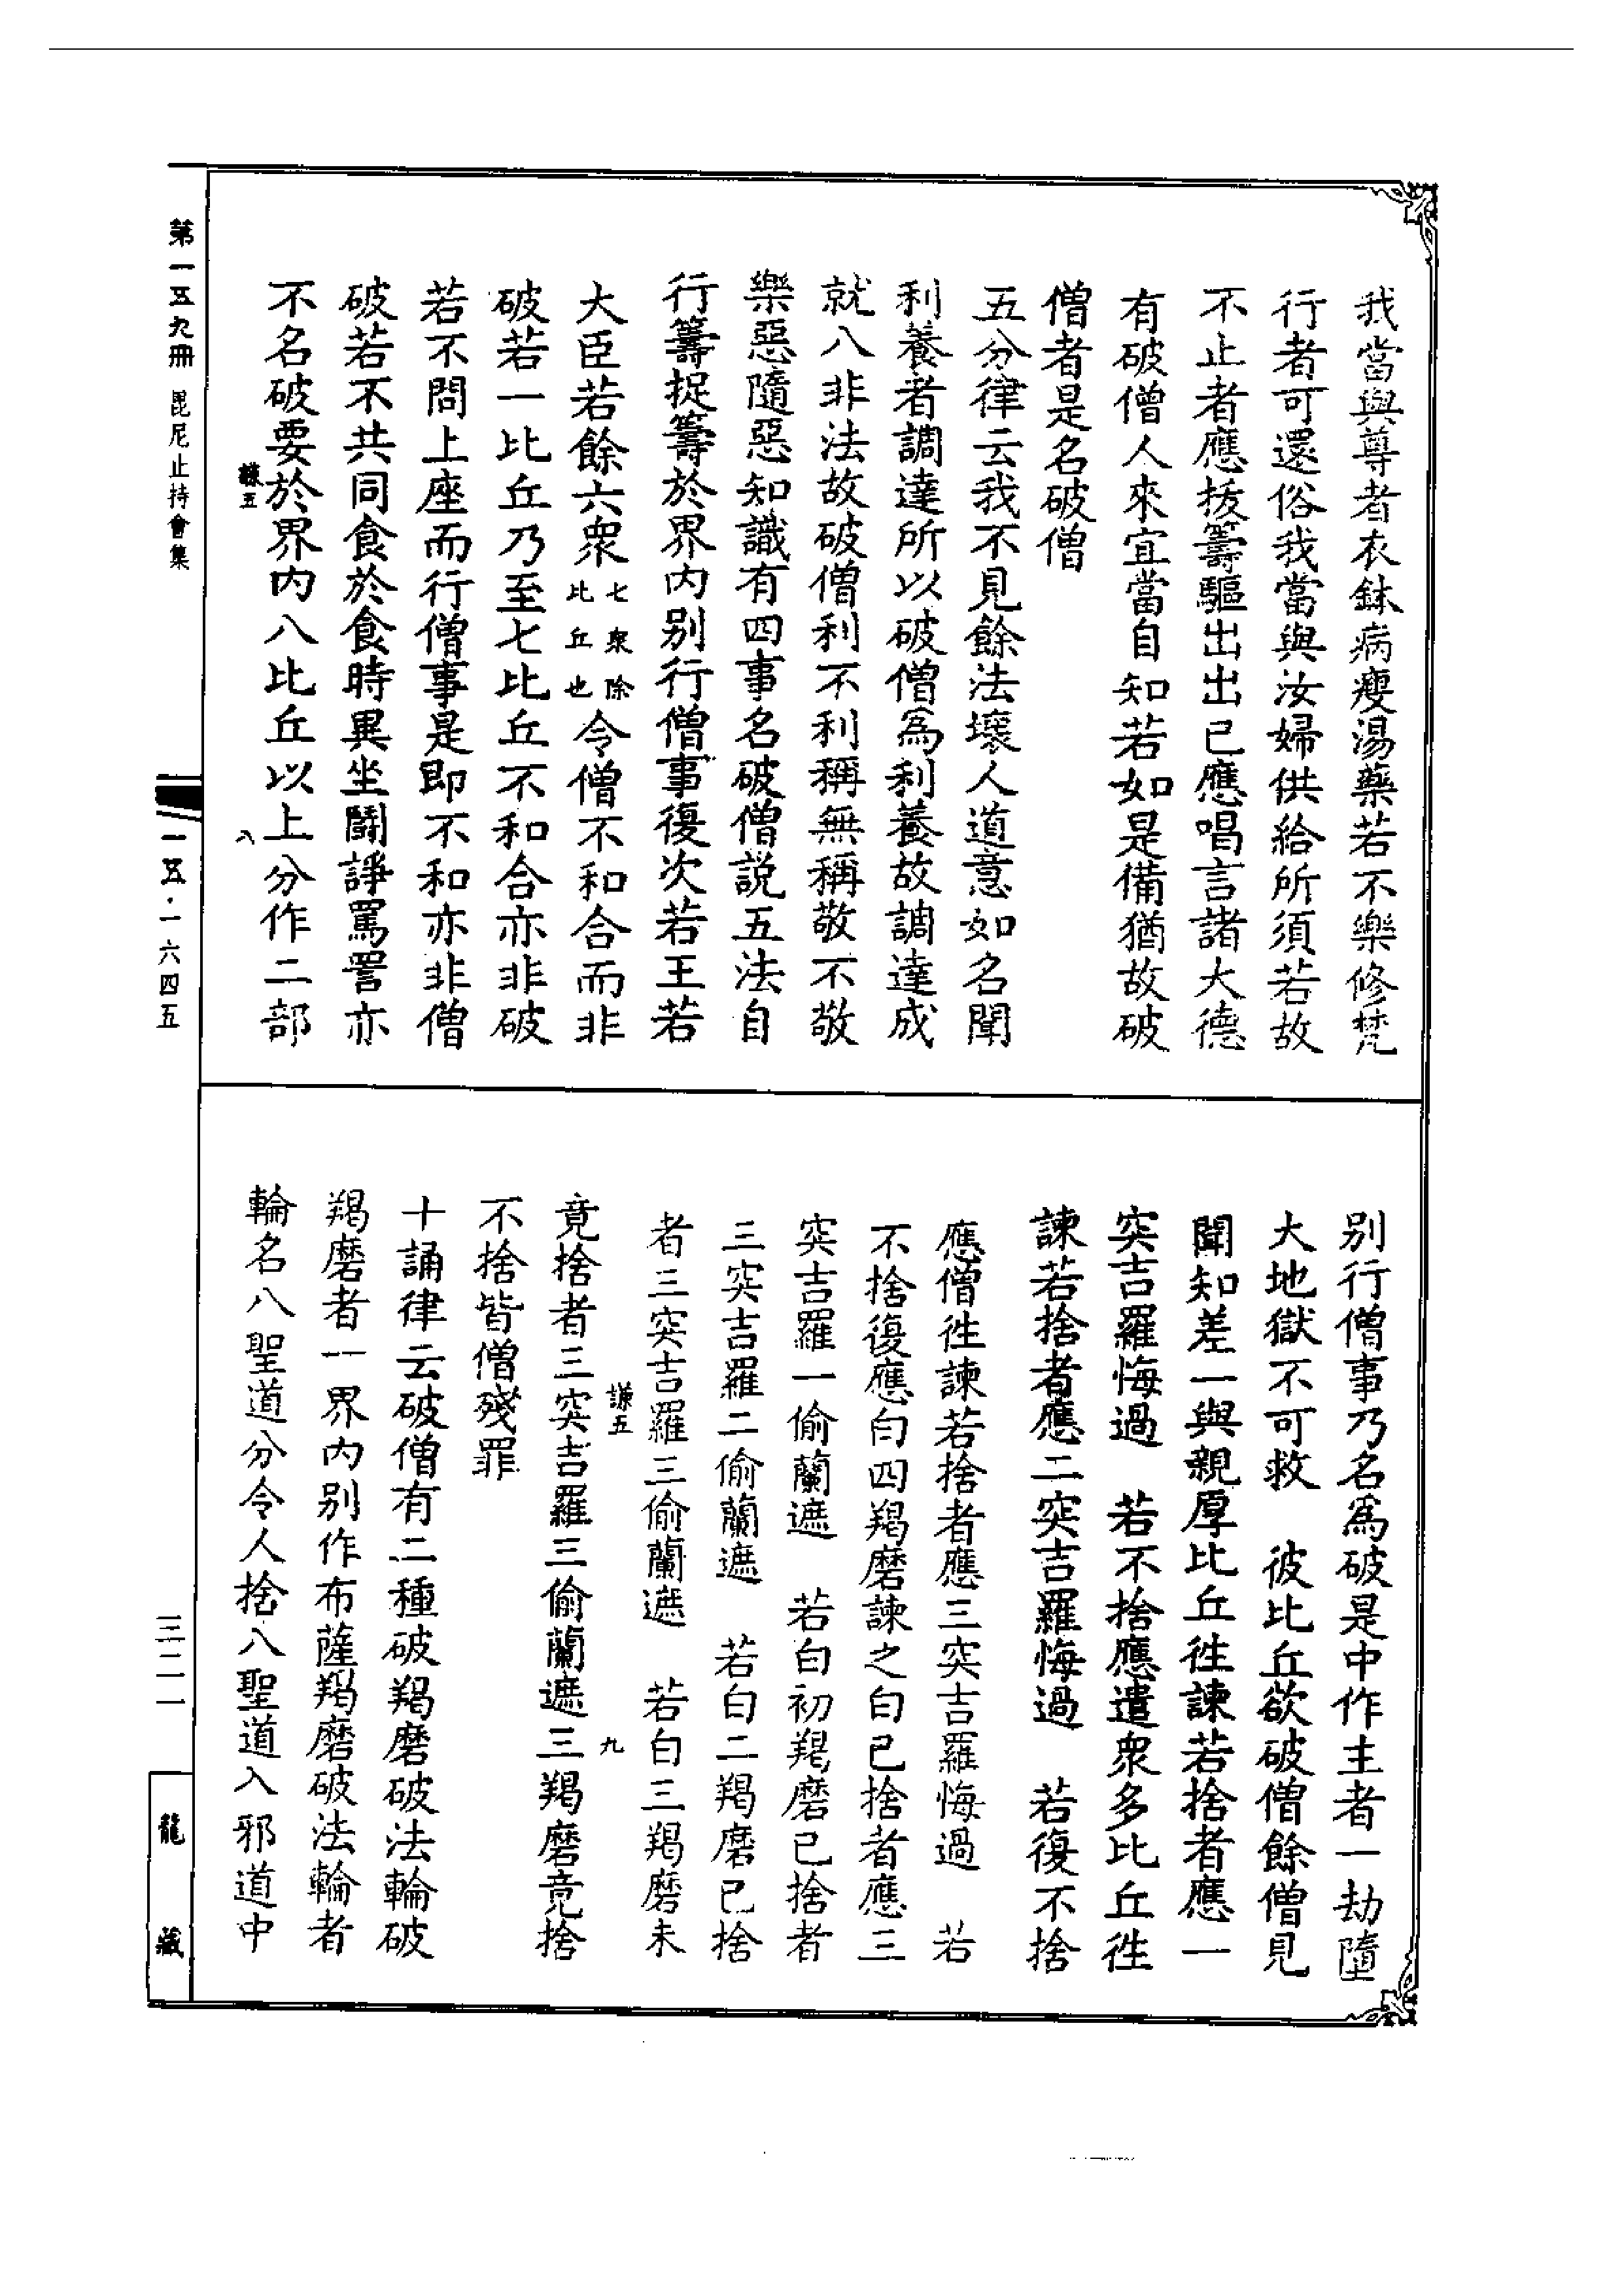 我當與尊者衣鉢病瘦湯藥若不樂修梵
行者可還俗我當與汝婦供給所須若故
不止者應拔籌驅出出已應唱言諸大德
有破僧人來宜當自知若如是備猶故破
僧者是名破僧
五分律云我不見餘法壞人道意如名聞
利養者調達所以破僧為利養故調達成
就八非法故破僧利不利稱無稱敬不敬
樂惡隨惡知識有四事名破僧說五法自
行籌捉籌於界內別行僧事復次若王若
大臣若餘六眾七眾除比丘也令僧不和合而非
破若一比丘乃至七比丘不和合亦非破
若不問上座而行僧事是即不和亦非僧
破若不共同食於食時異坐鬪諍罵詈亦
不名破要於界內八比丘以上分作二部
謙五
八
別行僧事乃名為破是中作主者一劫墮
大地獄不可救　彼比丘欲破僧餘僧見
聞知差一與親厚比丘往諫若捨者應一
突吉羅悔過　若不捨應遣眾多比丘往
諫若捨者應二突吉羅悔過　若復不捨
應僧往諫若捨者應三突吉羅悔過　若
不捨復應白四羯磨諫之白已捨者應三
突吉羅一偷蘭遮　若白初羯磨已捨者
三突吉羅二偷蘭遮　若白二羯磨已捨
者三突吉羅三偷蘭遮　若白三羯磨未
謙五
九
竟捨者三突吉羅三偷蘭遮三羯磨竟捨
不捨皆僧殘罪
十誦律云破僧有二種破羯磨破法輪破
羯磨者一界內別作布薩羯磨破法輪者
輪名八聖道分令人捨八聖道入邪道中
第一五九冊　毘尼止持會集
一五·一六四五
三二一
龍藏